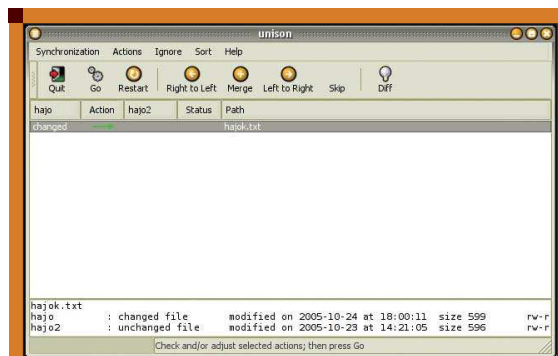 unison
Synchronization Actions Ignore Sort Help
Quit Go Restart Right to Left Merge Left to Right Skip Diff
hajo Action hajo2 Status Path
changed hajok.txt
hajok.txt
hajo : changed file modified on 2005-10-24 at 18:00:11 size 599 rw-r
hajo2 : unchanged file modified on 2005-10-23 at 14:21:05 size 596 rw-r
Check and/or adjust selected actions; then press Go